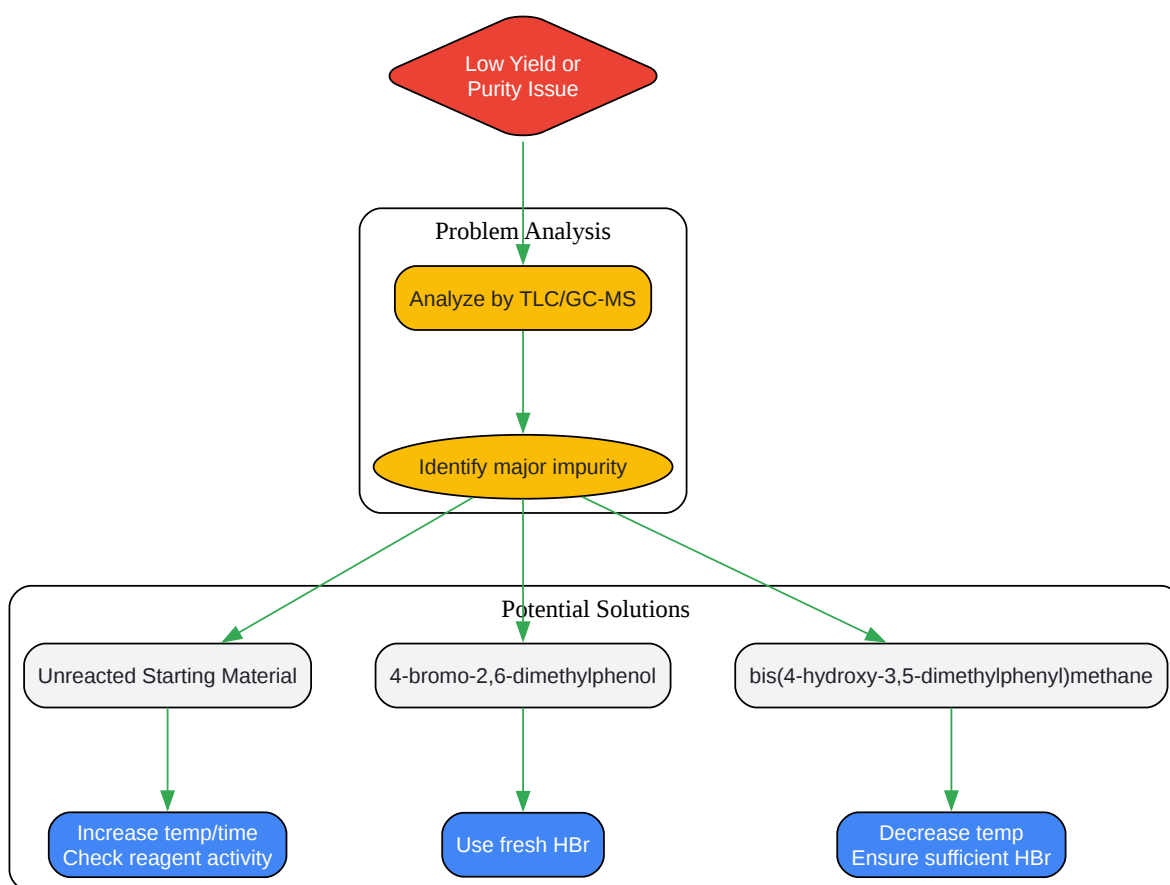 Low Yield or
Purity Issue
Problem Analysis
Analyze by TLC/GC-MS
Identify major impurity
Potential Solutions
Unreacted Starting Material
4-bromo-2,6-dimethylphenol
bis(4-hydroxy-3,5-dimethylphenyl)methane
Increase temp/time
Check reagent activity
Use fresh HBr
Decrease temp
Ensure sufficient HBr